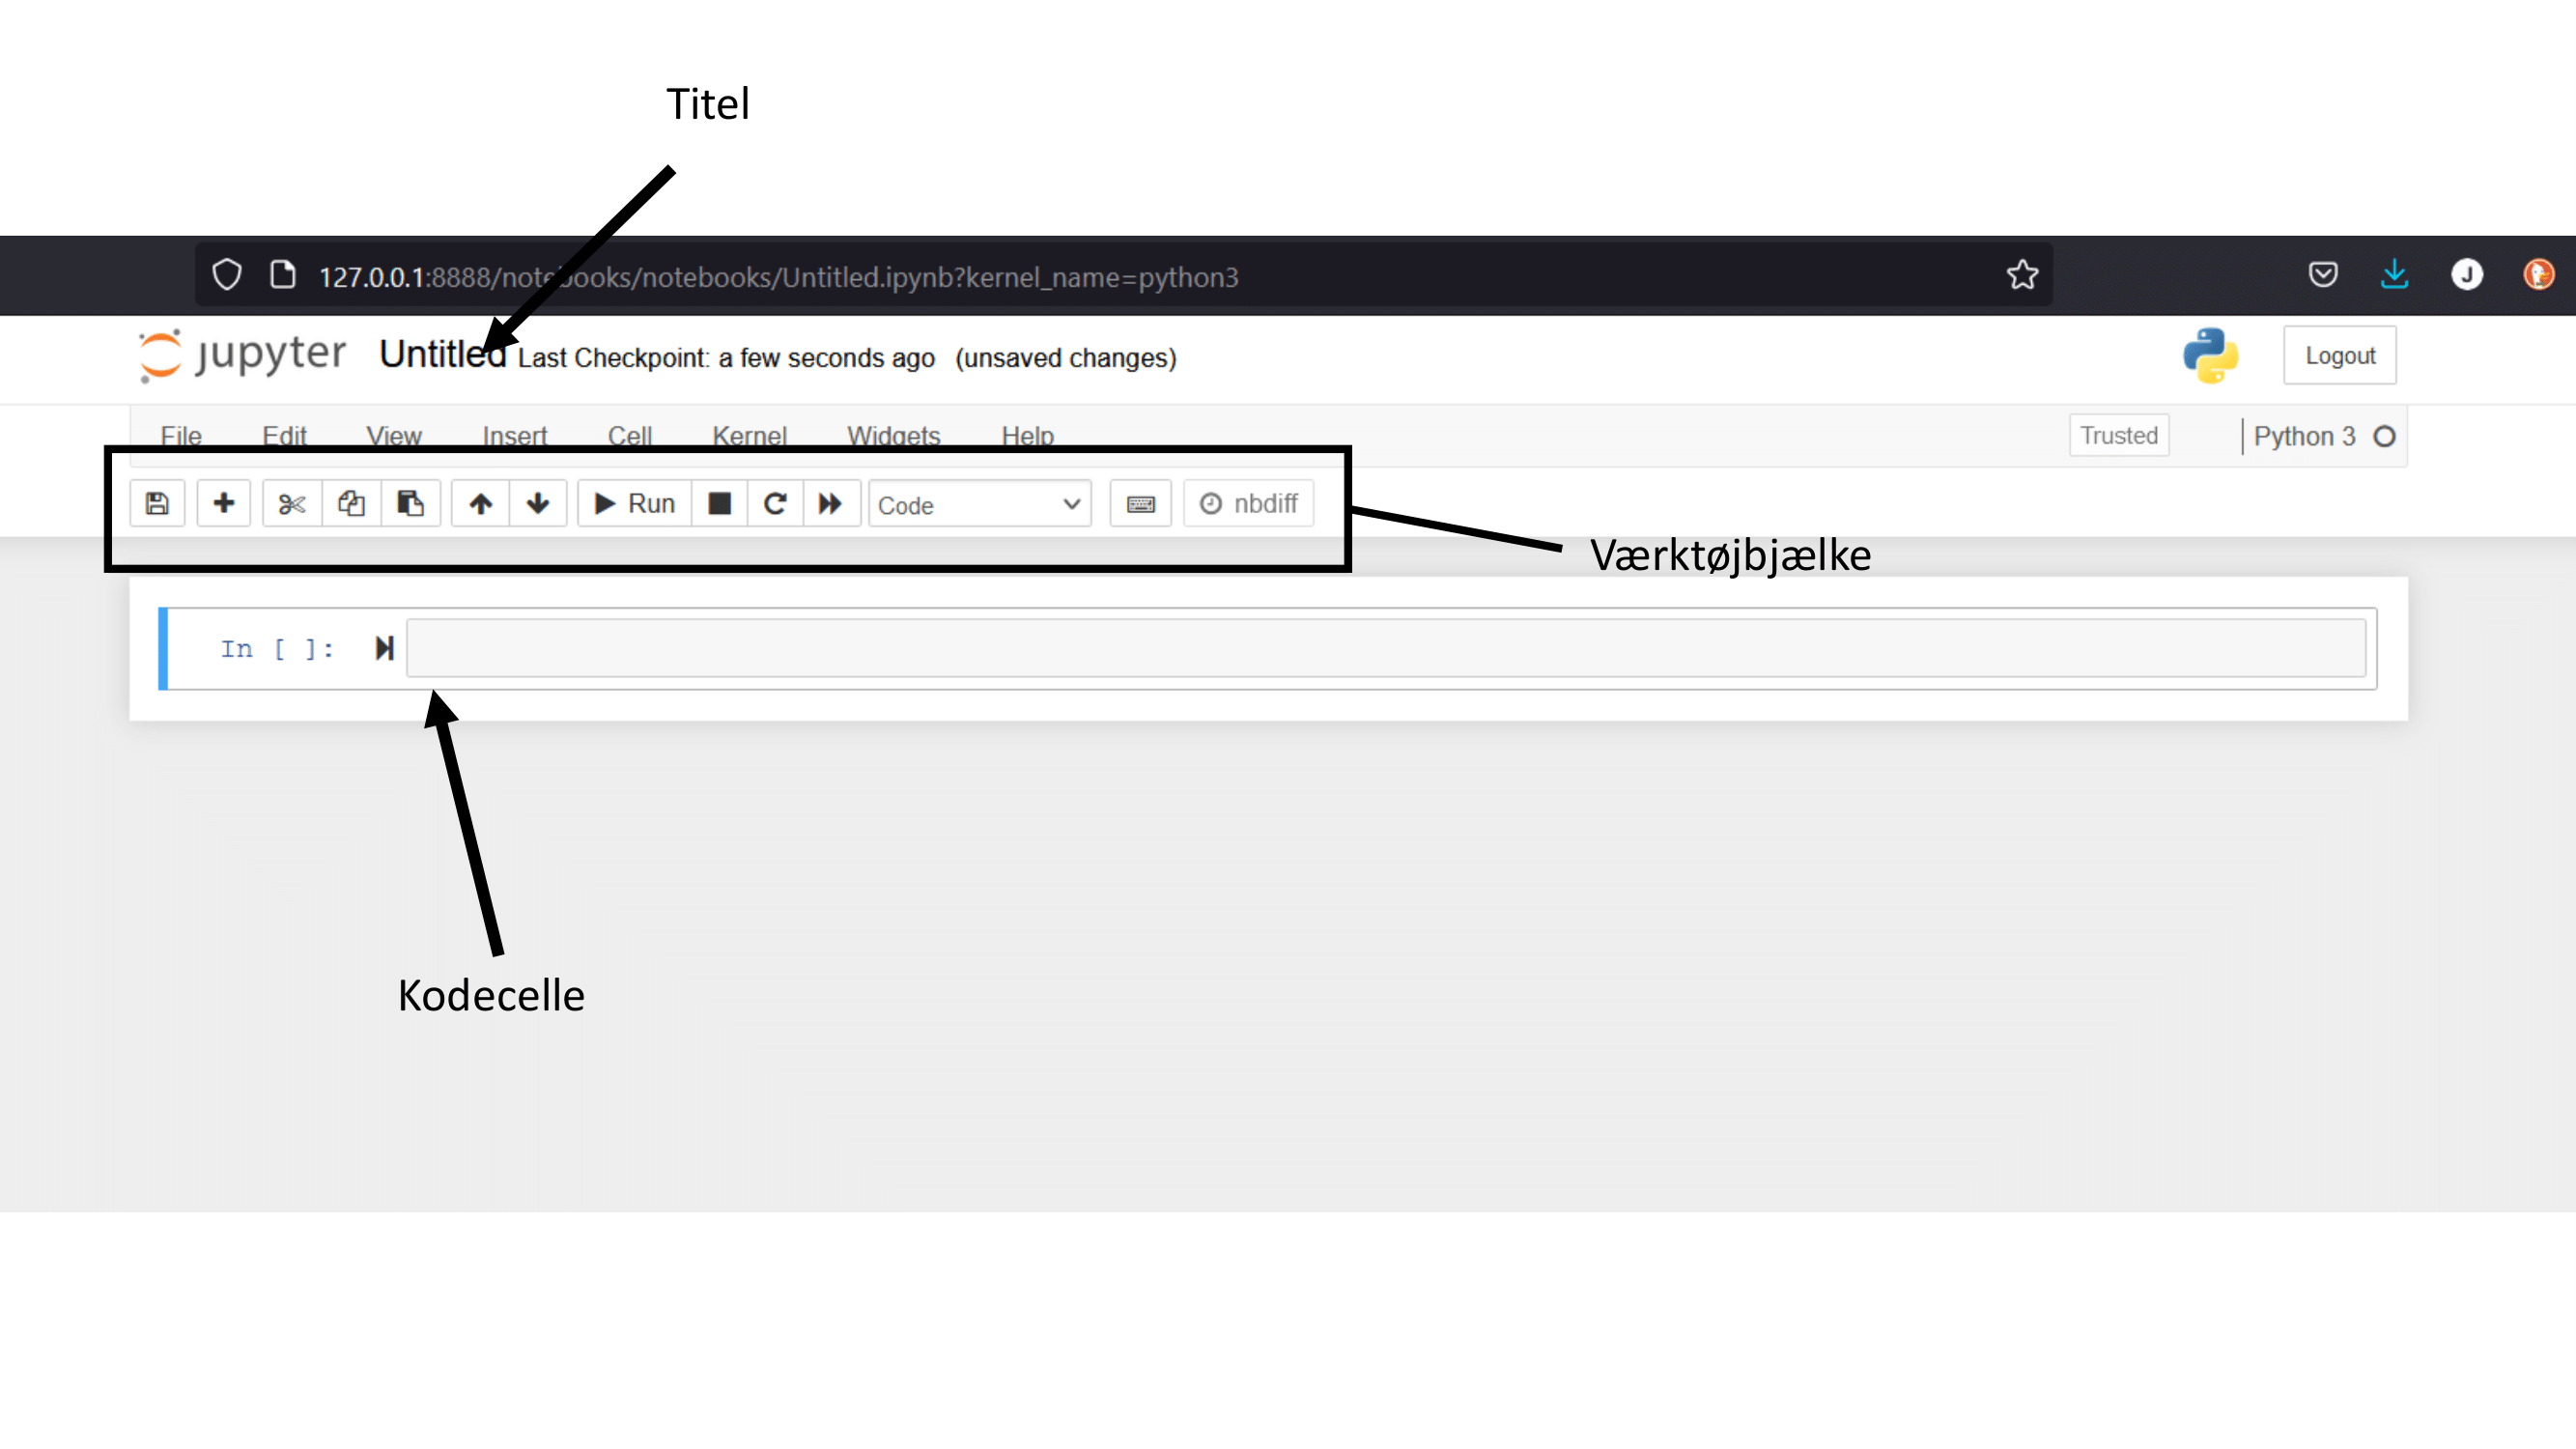 Titel
127.0.0.1:8888/notebooks/notebooks/Untitled.ipynb?kernel_name=python3
J
jupyter Untitled Last Checkpoint: a few seconds ago (unsaved changes)
Logout
File Edit View Insert Cell Kernel Widgets Help
Trusted
Python 3
Run Code nbdiff
Værktøjbjælke
In [ ]:
Kodecelle